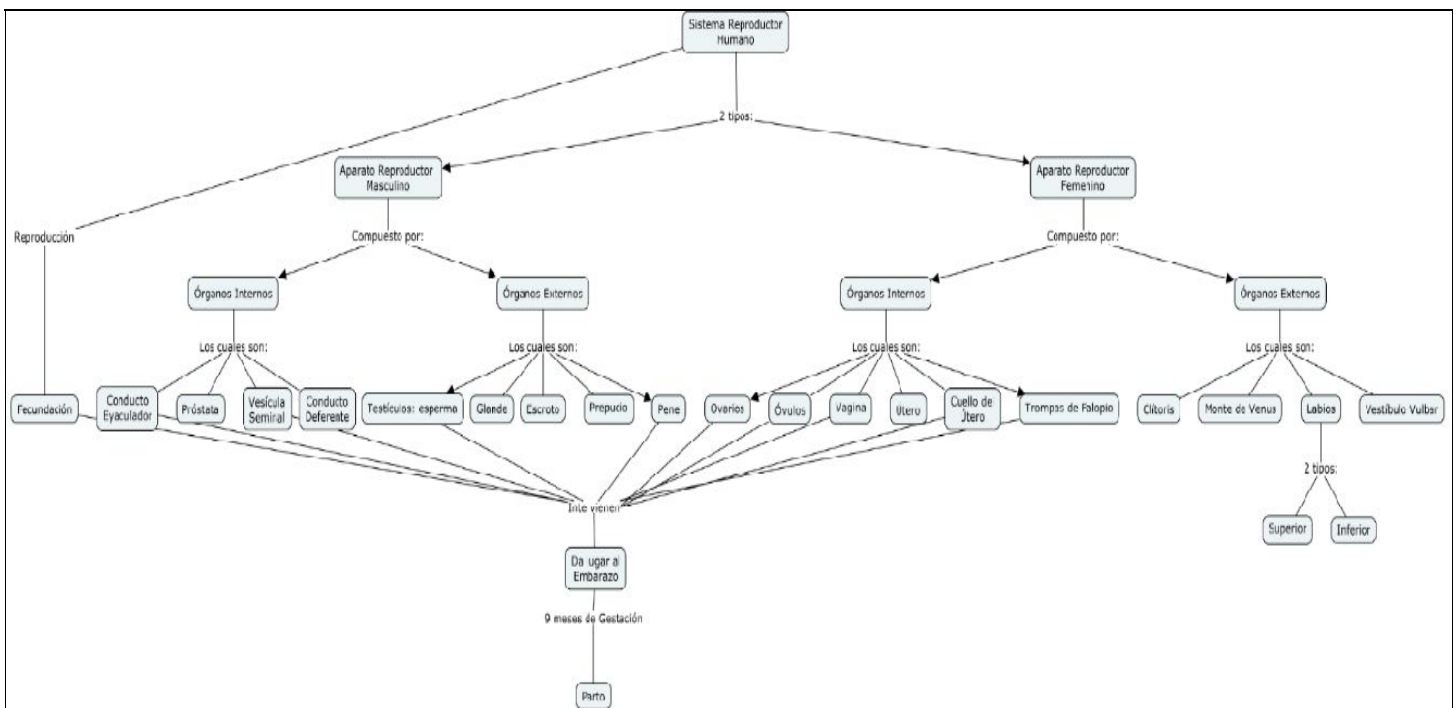 Sistema Reproductor
Humano
2 tipos:
Aparato Reproductor
Masculino
Aparato Reproductor
Femenino
Reproducción
Compuesto por:
Compuesto por:
Órganos Internos
Órganos Externos
Órganos Internos
Órganos Externos
Los cuales son:
Los cuales son:
Los cuales son:
Los cuales son:
Fecundación
Conducto
Eyaculador
Próstata
Vesícula
Semiral
Conducto
Deferente
Testículos: esperma
Glande
Escroto
Prepucio
Pene
Ovarios
Óvulos
Vagina
Utero
Cuello de
Útero
Trompas de Falopio
Clítoris
Monte de Venus
Labios
Vestíbulo Vulbar
2 tipos:
Superior
Inferior
Inte vienen
Da ugar al
Embarazo
9 meses de Gestación
Parto